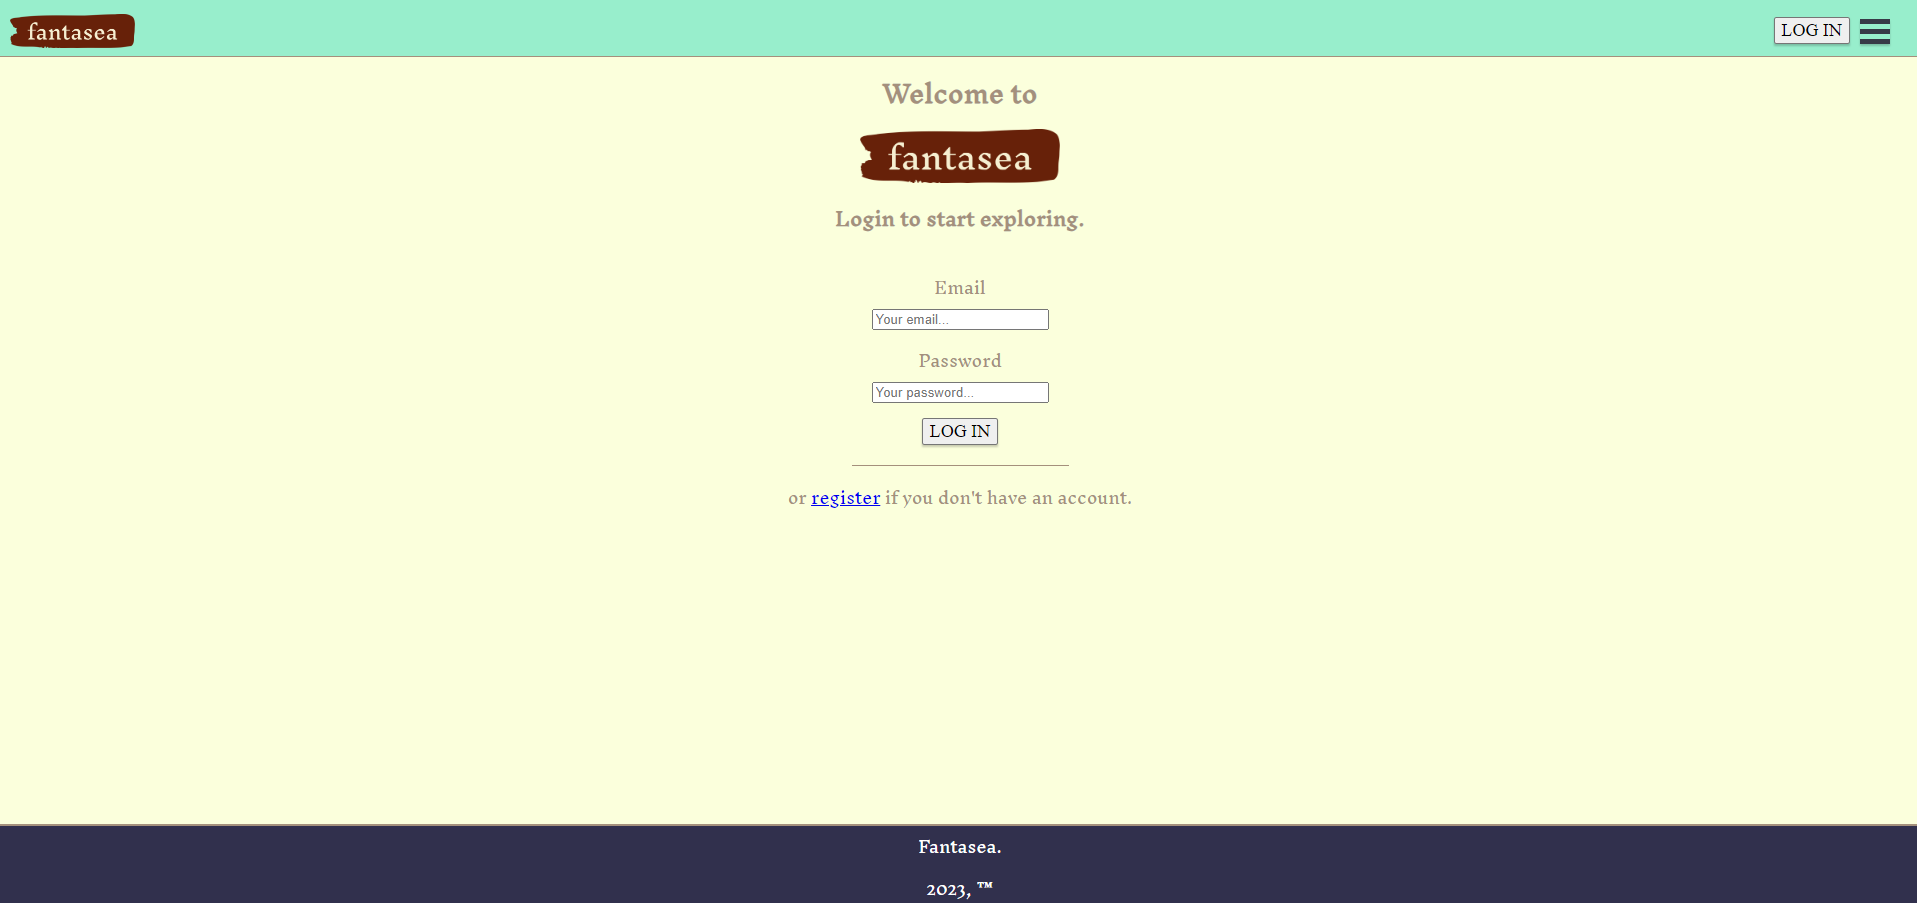 fantasea
LOG IN
Welcome to
fantasea
Login to start exploring.
Email
Your email...
Password
Your password...
LOG IN
or register if you don't have an account.
Fantasea.
2023, ™